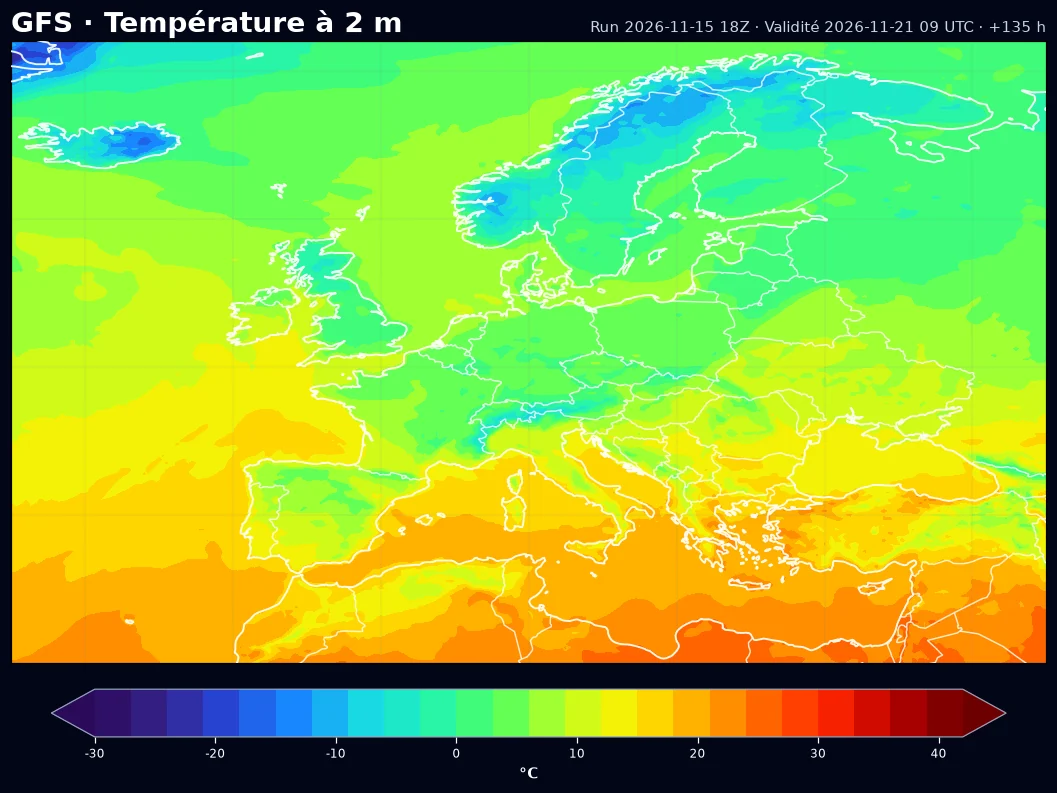 GFS · Température à 2 m
Run 2026-11-15 18Z · Validité 2026-11-21 09 UTC · +135 h
-30 -20 -10 0 10 20 30 40
°C